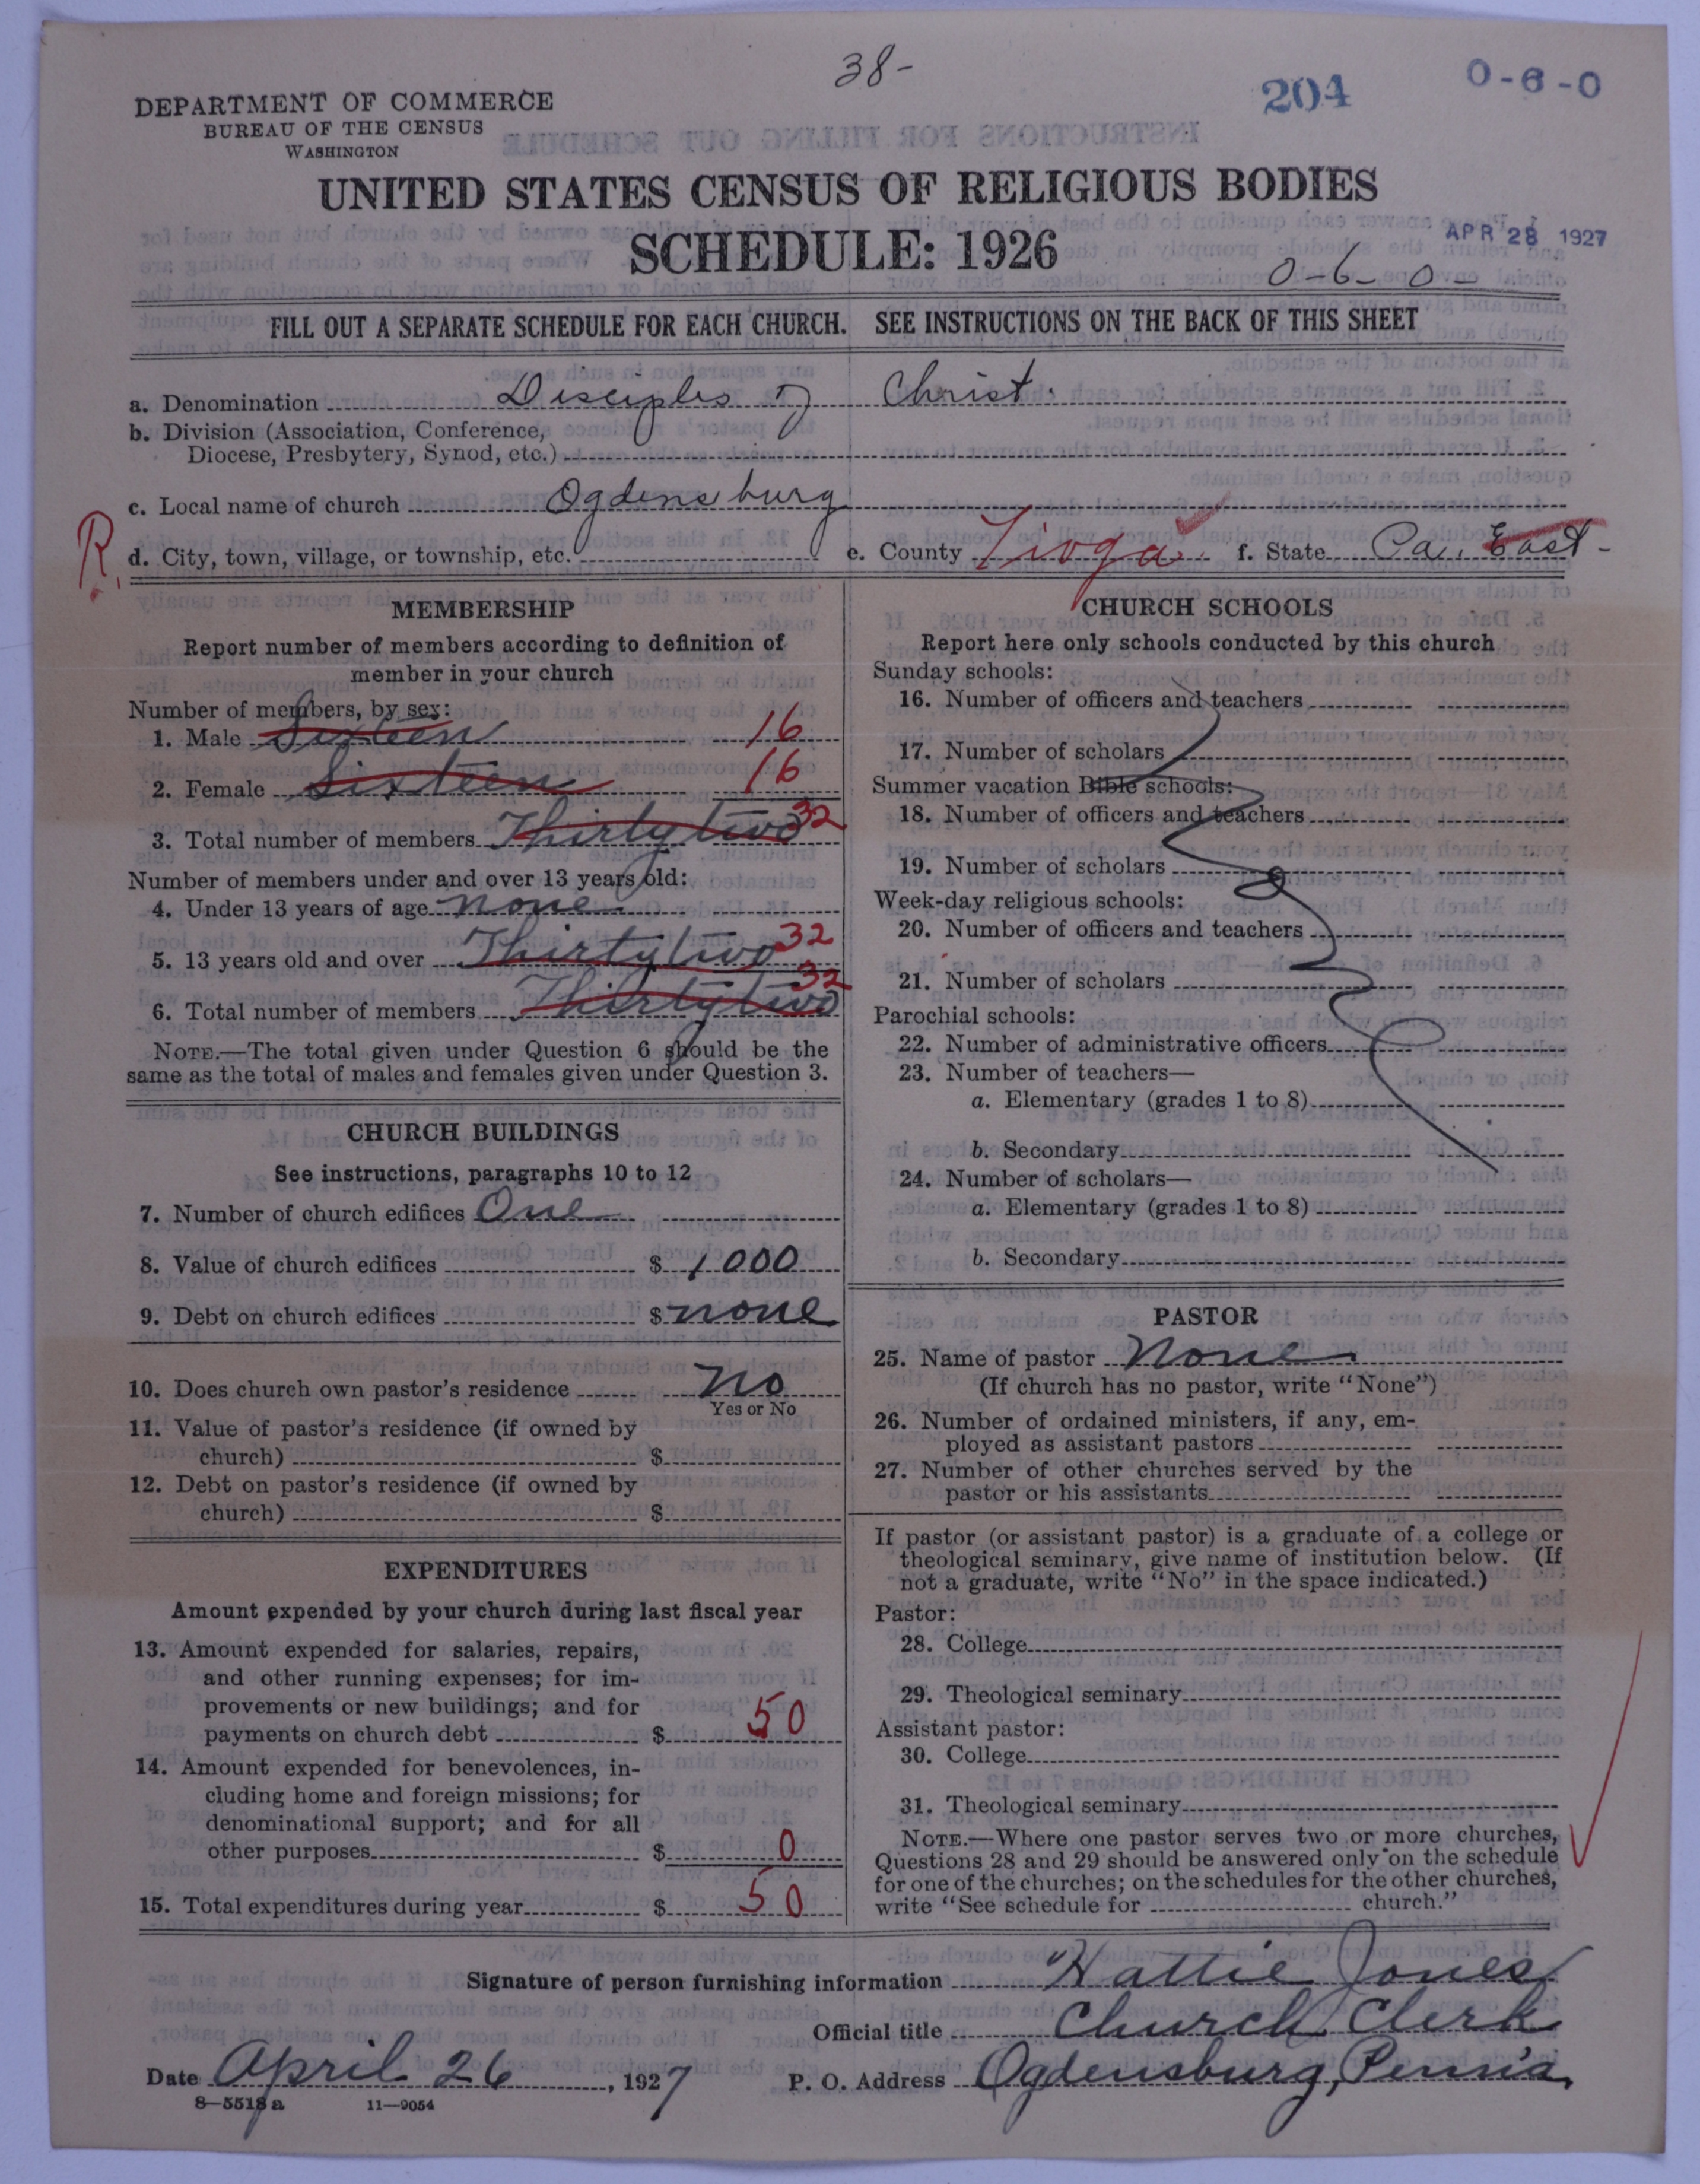 38-
204
0-6-0
DEPARTMENT OF COMMERCE
BUREAU OF THE CENSUS
WASHINGTON
UNITED STATES CENSUS OF RELIGIOUS BODIES
SCHEDULE: 1926
APR 28 1927
0-6-0-
FILL OUT A SEPARATE SCHEDULE FOR EACH CHURCH. SEE INSTRUCTIONS ON THE BACK OF THIS SHEET
a. Denomination Disciples of Christ.
b. Division (Association, Conference,
Diocese, Presbytery, Synod, etc.)
c. Local name of church Ogdensburg
R.
d. City, town, village, or township, etc. e. County Tioga f. State Pa. East-
MEMBERSHIP
Report number of members according to definition of
member in your church
Number of members, by sex:
1. Male Sixteen 16
2. Female Sixteen 16
3. Total number of members Thirty two 32
Number of members under and over 13 years old:
4. Under 13 years of age none
5. 13 years old and over Thirty two 32
6. Total number of members Thirty two 32
NOTE.—The total given under Question 6 should be the
same as the total of males and females given under Question 3.
CHURCH BUILDINGS
See instructions, paragraphs 10 to 12
7. Number of church edifices One
8. Value of church edifices $ 1000
9. Debt on church edifices $ none
10. Does church own pastor's residence No
Yes or No
11. Value of pastor's residence (if owned by
church) $
12. Debt on pastor's residence (if owned by
church) $
EXPENDITURES
Amount expended by your church during last fiscal year
13. Amount expended for salaries, repairs,
and other running expenses; for im-
provements or new buildings; and for
payments on church debt $ 50
14. Amount expended for benevolences, in-
cluding home and foreign missions; for
denominational support; and for all
other purposes $ 0
15. Total expenditures during year $ 50
CHURCH SCHOOLS
Report here only schools conducted by this church
Sunday schools:
16. Number of officers and teachers
17. Number of scholars
Summer vacation Bible schools:
18. Number of officers and teachers
19. Number of scholars
Week-day religious schools:
20. Number of officers and teachers
21. Number of scholars
Parochial schools:
22. Number of administrative officers
23. Number of teachers—
a. Elementary (grades 1 to 8)
b. Secondary
24. Number of scholars—
a. Elementary (grades 1 to 8)
b. Secondary
PASTOR
25. Name of pastor None
(If church has no pastor, write "None")
26. Number of ordained ministers, if any, em-
ployed as assistant pastors
27. Number of other churches served by the
pastor or his assistants
If pastor (or assistant pastor) is a graduate of a college or
theological seminary, give name of institution below. (If
not a graduate, write "No" in the space indicated.)
Pastor:
28. College
29. Theological seminary
Assistant pastor:
30. College
31. Theological seminary
NOTE.—Where one pastor serves two or more churches,
Questions 28 and 29 should be answered only on the schedule
for one of the churches; on the schedules for the other churches,
write "See schedule for church."
Signature of person furnishing information Hattie Jones
Official title Church Clerk
Date April 26, 1927 P. O. Address Ogdensburg, Penn'a.
8—5518 a 11—9054